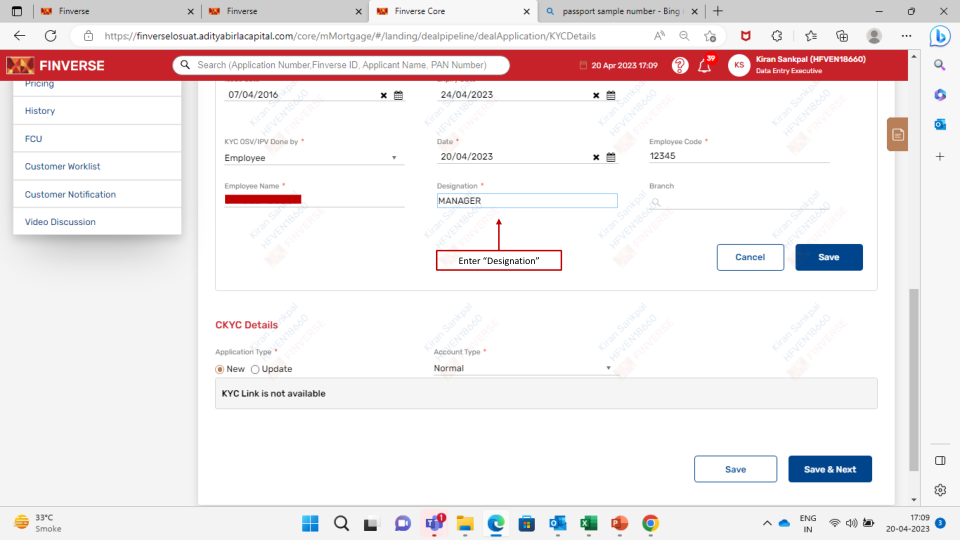 Finverse
Finverse
Finverse Core
passport sample number - Bing
https://finverselosuat.adityabirlacapital.com/core/mMortgage/#/landing/dealpipeline/dealApplication/KYCDetails
FINVERSE
Search (Application Number,Finverse ID, Applicant Name, PAN Number)
20 Apr 2023 17:09
?
39
KS
Kiran Sankpal (HFVEN18660)
Data Entry Executive
Pricing
History
FCU
Customer Worklist
Customer Notification
Video Discussion
07/04/2016
24/04/2023
KYC OSV/IPV Done by *
Date *
Employee Code *
Employee
20/04/2023
12345
Employee Name *
Designation *
Branch
MANAGER
Enter “Designation”
Cancel
Save
CKYC Details
Application Type *
Account Type *
New
Update
Normal
KYC Link is not available
Save
Save & Next
Kiran Sankpal
HFVEN18660
FINVERSE
33°C
Smoke
1
ENG
IN
17:09
20-04-2023
3